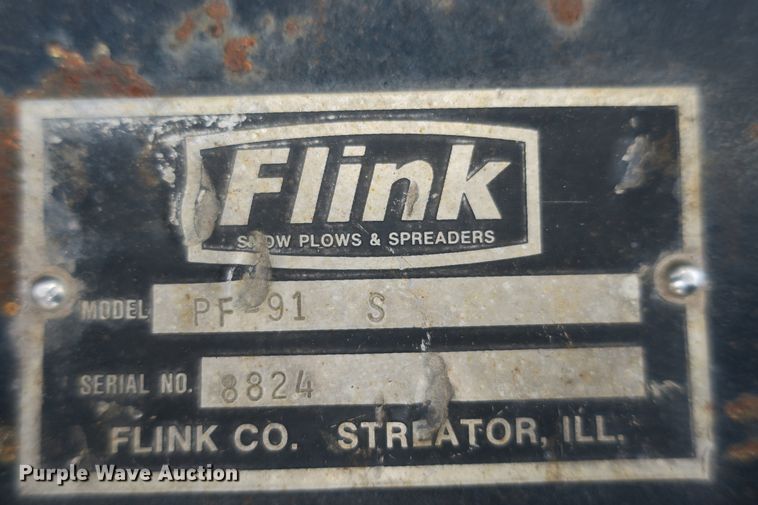 Flink
SNOW PLOWS & SPREADERS
MODEL PF-91 S
SERIAL NO. 8824
FLINK CO. STREATOR, ILL.
Purple Wave Auction